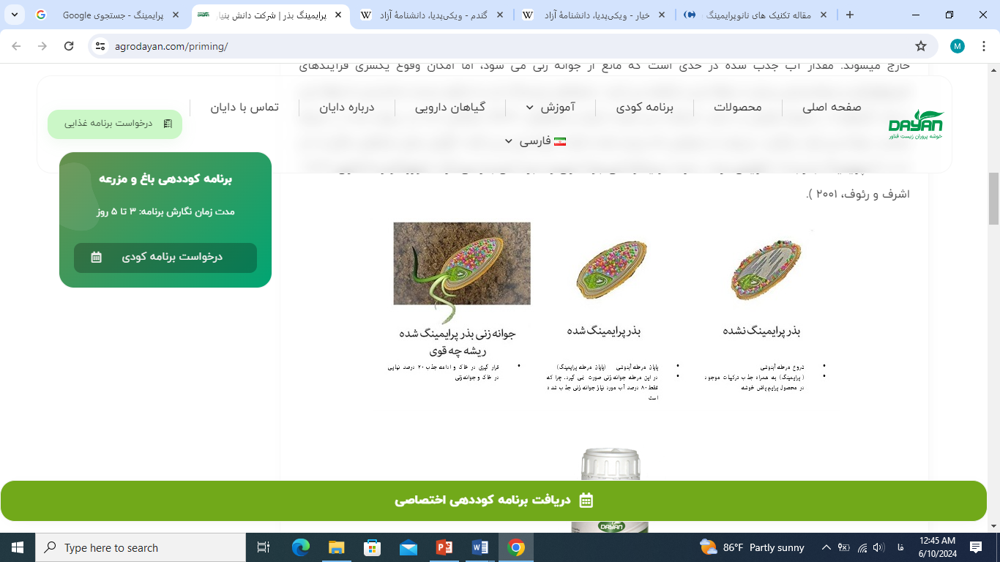 پرایمینگ - جستجوی Google
پرایمینگ بذر | شرکت دانش بنیا
گندم - ویکی‌پدیا، دانشنامهٔ آزاد
خیار - ویکی‌پدیا، دانشنامهٔ آزاد
مقاله تکنیک های نانوپرایمینگ
agrodayan.com/priming/
M
خارج میشوند. مقدار آب جذب شده در حدی است که مانع از جوانه زنی می شود، اما امکان وقوع یکسری فرآیندهای
صفحه اصلی
محصولات
برنامه کودی
آموزش
گیاهان دارویی
درباره دایان
تماس با دایان
فارسی
درخواست برنامه غذایی
DAYAN
خوشه پروران زیست فناور
برنامه کوددهی باغ و مزرعه
مدت زمان نگارش برنامه: ۳ تا ۵ روز
درخواست برنامه کودی
اشرف و رئوف، ۲۰۰۱ ).
بذر پرایمینگ نشده
شروع مرحله آبنوشی
( پرایمینگ) به همراه جذب ترکیبات موجود
در محصول پرایم پاش خوشه
بذر پرایمینگ شده
پایان مرحله آبنوشی (پایان مرحله پرایمینگ)
در این مرحله جوانه زنی صورت نمی گیرد، چرا که
فقط ۸۰ درصد آب مورد نیاز جوانه زنی جذب شده
است
جوانه زنی بذر پرایمینگ شده
ریشه چه قوی
قرار گیری در خاک و ادامه جذب ۲۰ درصد نهایی
در خاک و جوانه‌زنی
دریافت برنامه کوددهی اختصاصی
DAYAN
Type here to search
86°F Partly sunny
فا
12:45 AM
6/10/2024